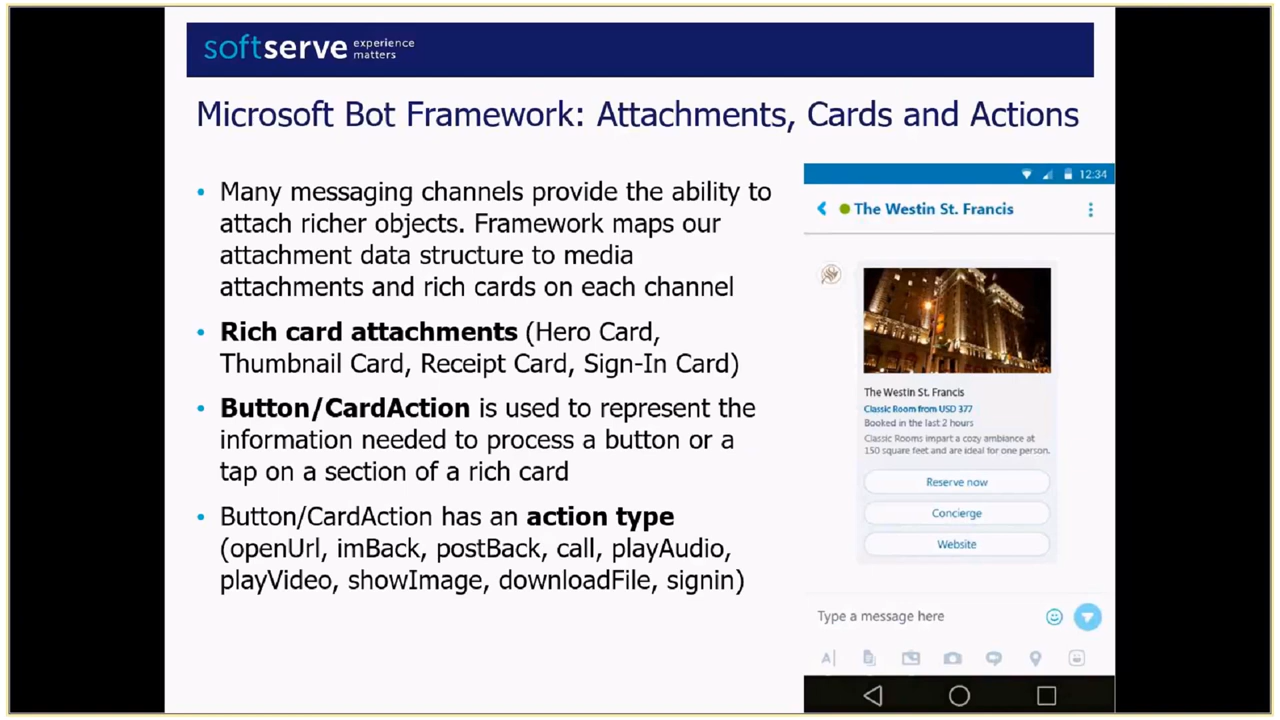 softserve experience matters
Microsoft Bot Framework: Attachments, Cards and Actions
• Many messaging channels provide the ability to
attach richer objects. Framework maps our
attachment data structure to media
attachments and rich cards on each channel
• Rich card attachments (Hero Card,
Thumbnail Card, Receipt Card, Sign-In Card)
• Button/CardAction is used to represent the
information needed to process a button or a
tap on a section of a rich card
• Button/CardAction has an action type
(openUrl, imBack, postBack, call, playAudio,
playVideo, showImage, downloadFile, signin)
12:34
The Westin St. Francis
The Westin St. Francis
Classic Room from USD 377
Booked in the last 2 hours
Classic Rooms impart a cozy ambiance at
150 square feet and are ideal for one person.
Reserve now
Concierge
Website
Type a message here
A|